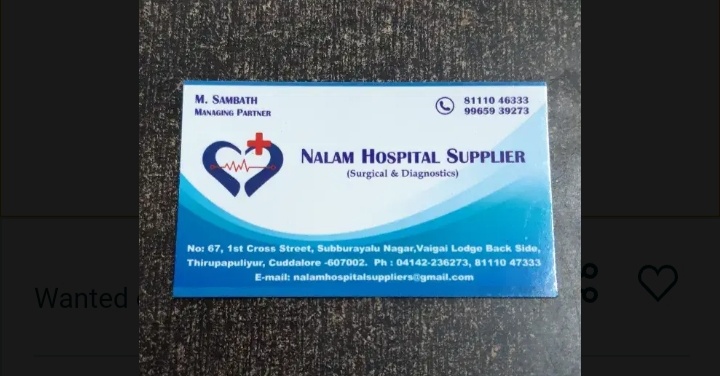 M. SAMBATH
MANAGING PARTNER
81110 46333
99659 39273
NALAM HOSPITAL SUPPLIER
(Surgical & Diagnostics)
No: 67, 1st Cross Street, Subburayalu Nagar,Vaigai Lodge Back Side,
Thirupapuliyur, Cuddalore -607002. Ph : 04142-236273, 81110 47333
E-mail: nalamhospitalsuppliers@gmail.com
Wanted